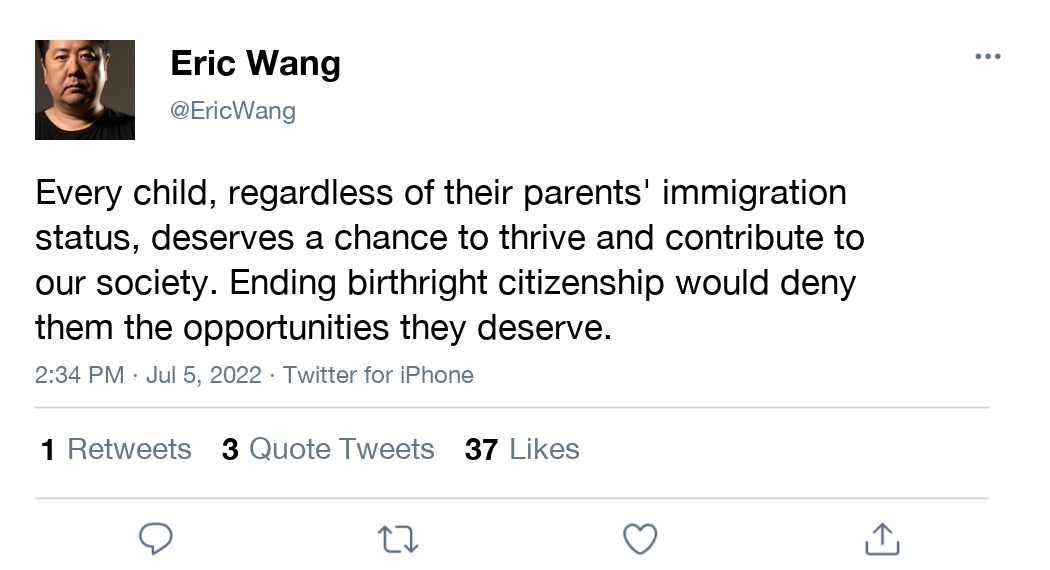 Eric Wang
@EricWang
Every child, regardless of their parents' immigration
status, deserves a chance to thrive and contribute to
our society. Ending birthright citizenship would deny
them the opportunities they deserve.
2:34 PM · Jul 5, 2022 · Twitter for iPhone
1 Retweets 3 Quote Tweets 37 Likes